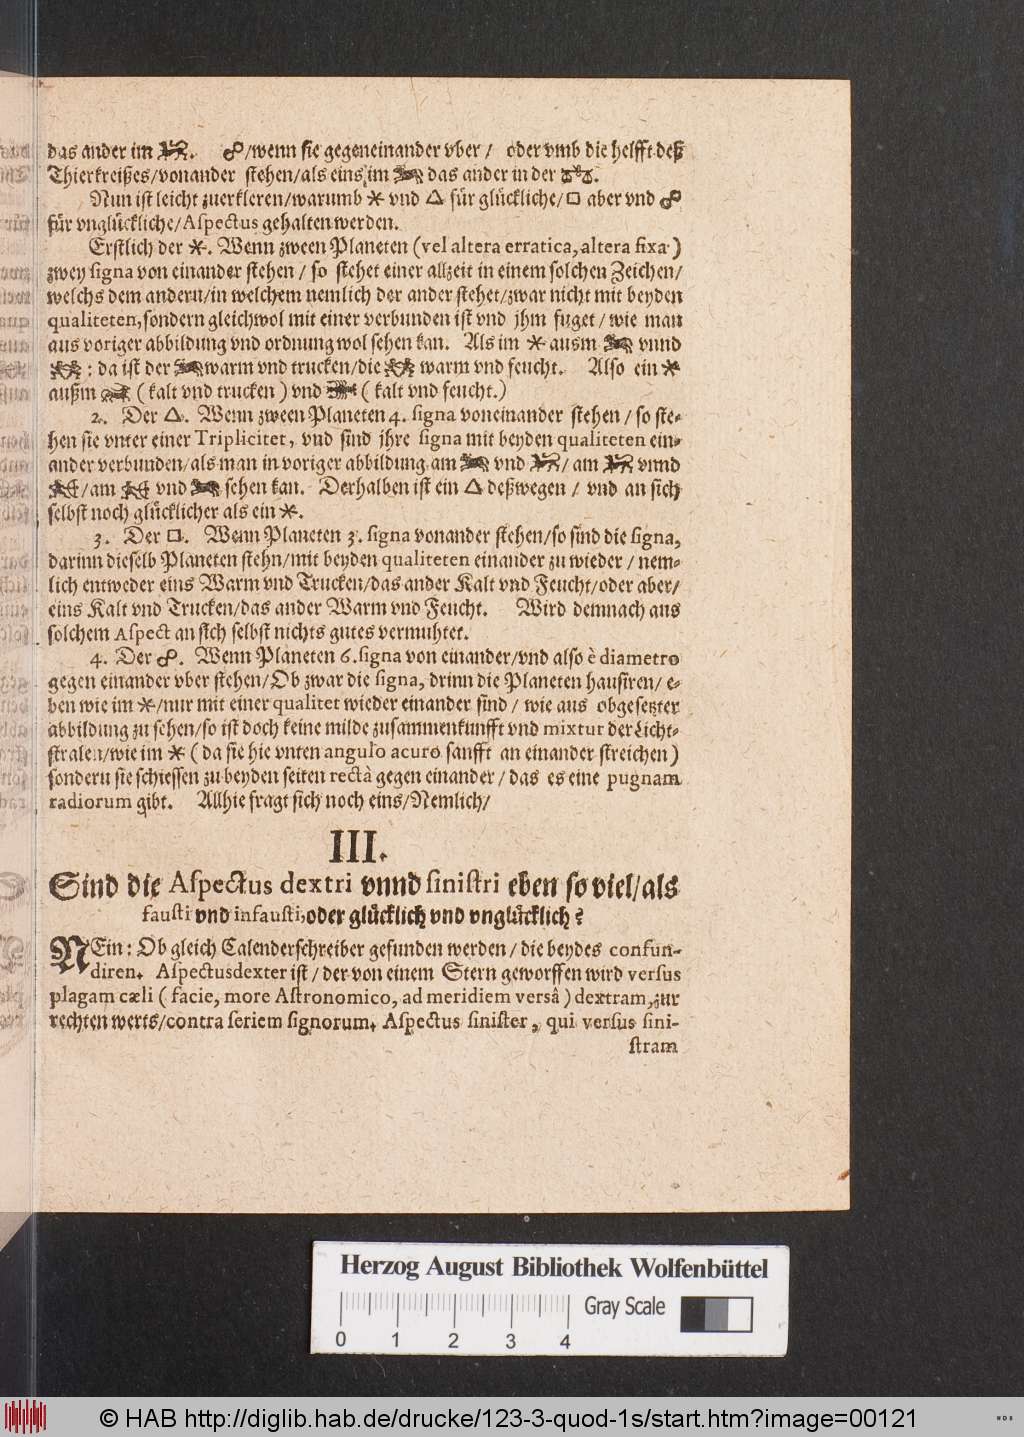 das ander im ♌. ☍/wenn sie gegeneinander vber/ oder vmb die helfft deß
Thierkreißes/vonander stehen/als eins im ♈ das ander in der ♎.
Nun ist leicht zuerkleren/warumb ⚹ vnd △ für glückliche/□ aber vnd ☍
für vnglückliche/Aſpectus gehalten werden.
Erstlich der ⚹. Wenn zween Planeten (vel altera erratica, altera fixa)
zwey ſigna von einander stehen/ so stehet einer allzeit in einem solchen Zeichen/
welchs dem andern/in welchem nemlich der ander stehet/zwar nicht mit beyden
qualiteten, sondern gleichwol mit einer verbunden ist vnd jhm fuget/ wie man
aus voriger abbildung vnd ordnung wol sehen kan. Als im ⚹ ausm ♈ vnnd
♊: da ist der ♈ warm vnd trucken/die ♊ warm vnd feucht. Also ein ⚹
außm (kalt vnd trucken) vnd (kalt vnd feucht.)
2. Der △. Wenn zween Planeten 4. ſigna voneinander stehen/ so ste-
hen sie vnter einer Triplicitet, vnd sind jhre ſigna mit beyden qualiteten ein-
ander verbunden/als man in voriger abbildung am ♈ vnd ♌/ am ♌ vnnd
♐/am ♐ vnd ♈ sehen kan. Derhalben ist ein △ deßwegen/ vnd an sich
selbst noch glücklicher als ein ⚹.
3. Der □. Wenn Planeten 3. ſigna vonander stehen/so sind die ſigna,
darinn dieselb Planeten stehn/mit beyden qualiteten einander zu wieder/ nem-
lich entweder eins Warm vnd Trucken/das ander Kalt vnd Feucht/oder aber/
eins Kalt vnd Trucken/das ander Warm vnd Feucht. Wird demnach aus
solchem Aſpect an sich selbst nichts gutes vermuhtet.
4. Der ☍. Wenn Planeten 6. ſigna von einander/vnd also è diametro
gegen einander vber stehen/Ob zwar die ſigna, drinn die Planeten hausiren/ e-
ben wie im ⚹/nur mit einer qualitet wieder einander sind/ wie aus obgesetzter
abbildung zu sehen/so ist doch keine milde zusammenkunfft vnd mixtur der Licht-
stralen/wie im ⚹ (da sie hie vnten angulo acuto sanfft an einander streichen)
sondern sie schiessen zu beyden seiten rectà gegen einander/ das es eine pugnam
radiorum gibt. Allhie fragt sich noch eins/Nemlich/
III.
Sind die Aſpectus dextri vnnd ſiniſtri eben so viel/als
fauſti vnd infauſti, oder glücklich vnd vnglücklich?
NEin: Ob gleich Calenderschreiber gefunden werden/ die beydes confun-
diren. Aſpectus dexter ist/ der von einem Stern geworffen wird verſus
plagam cæli (facie, more Aſtronomico, ad meridiem versâ) dextram, zur
rechten werts/contra ſeriem ſignorum. Aſpectus ſiniſter, qui verſus ſini-
ſtram
Herzog August Bibliothek Wolfenbüttel
Gray Scale
0 1 2 3 4
© HAB http://diglib.hab.de/drucke/123-3-quod-1s/start.htm?image=00121